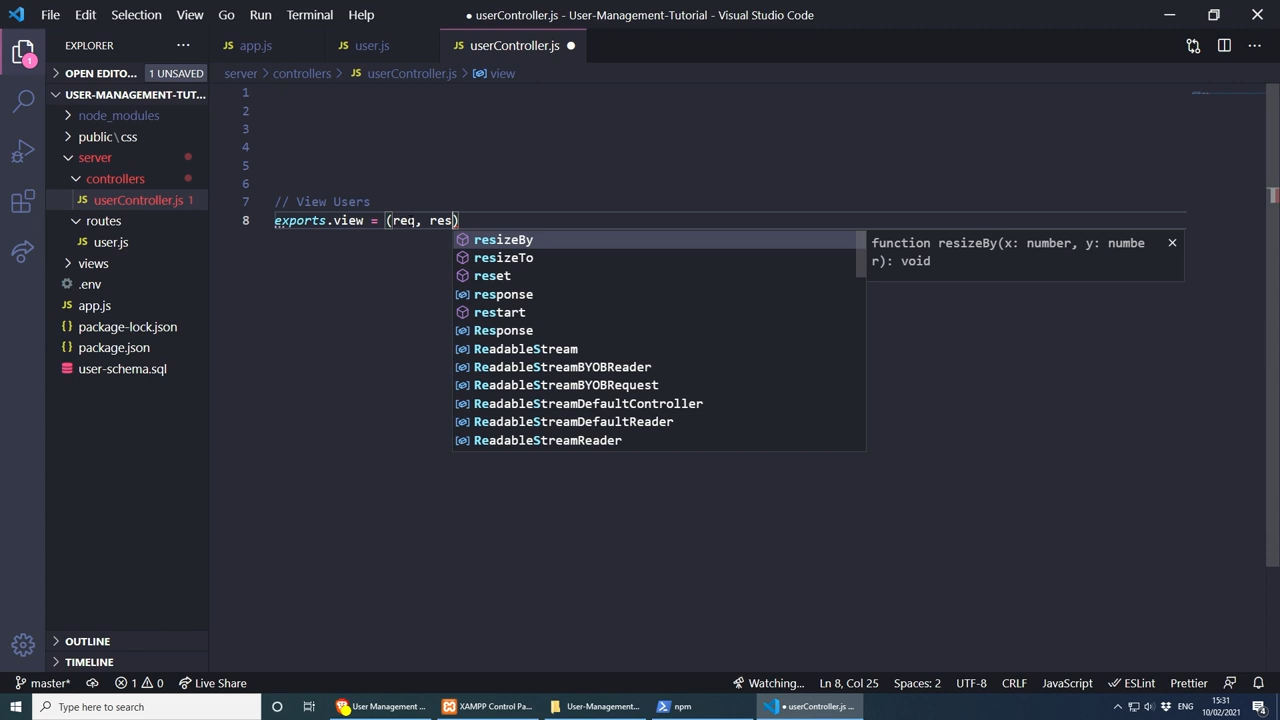 File Edit Selection View Go Run Terminal Help
● userController.js - User-Management-Tutorial - Visual Studio Code
EXPLORER
JS app.js
JS user.js
JS userController.js ●
OPEN EDITO... 1 UNSAVED
server > controllers > JS userController.js > view
USER-MANAGEMENT-TUT...
node_modules
public\css
server
controllers
JS userController.js 1
routes
JS user.js
views
.env
JS app.js
{} package-lock.json
{} package.json
user-schema.sql
OUTLINE
TIMELINE
1
1
2
3
4
5
6
7 // View Users
8 exports.view = (req, res)
resizeBy
resizeTo
reset
response
restart
Response
ReadableStream
ReadableStreamBYOBReader
ReadableStreamBYOBRequest
ReadableStreamDefaultController
ReadableStreamDefaultReader
ReadableStreamReader
function resizeBy(x: number, y: numbe
r): void
master* 1 0 Live Share
Watching... Ln 8, Col 25 Spaces: 2 UTF-8 CRLF JavaScript ESLint Prettier
Type here to search
User Management ...
XAMPP Control Pa...
User-Management-...
npm
● userController.js ...
15:31
10/02/2021
4